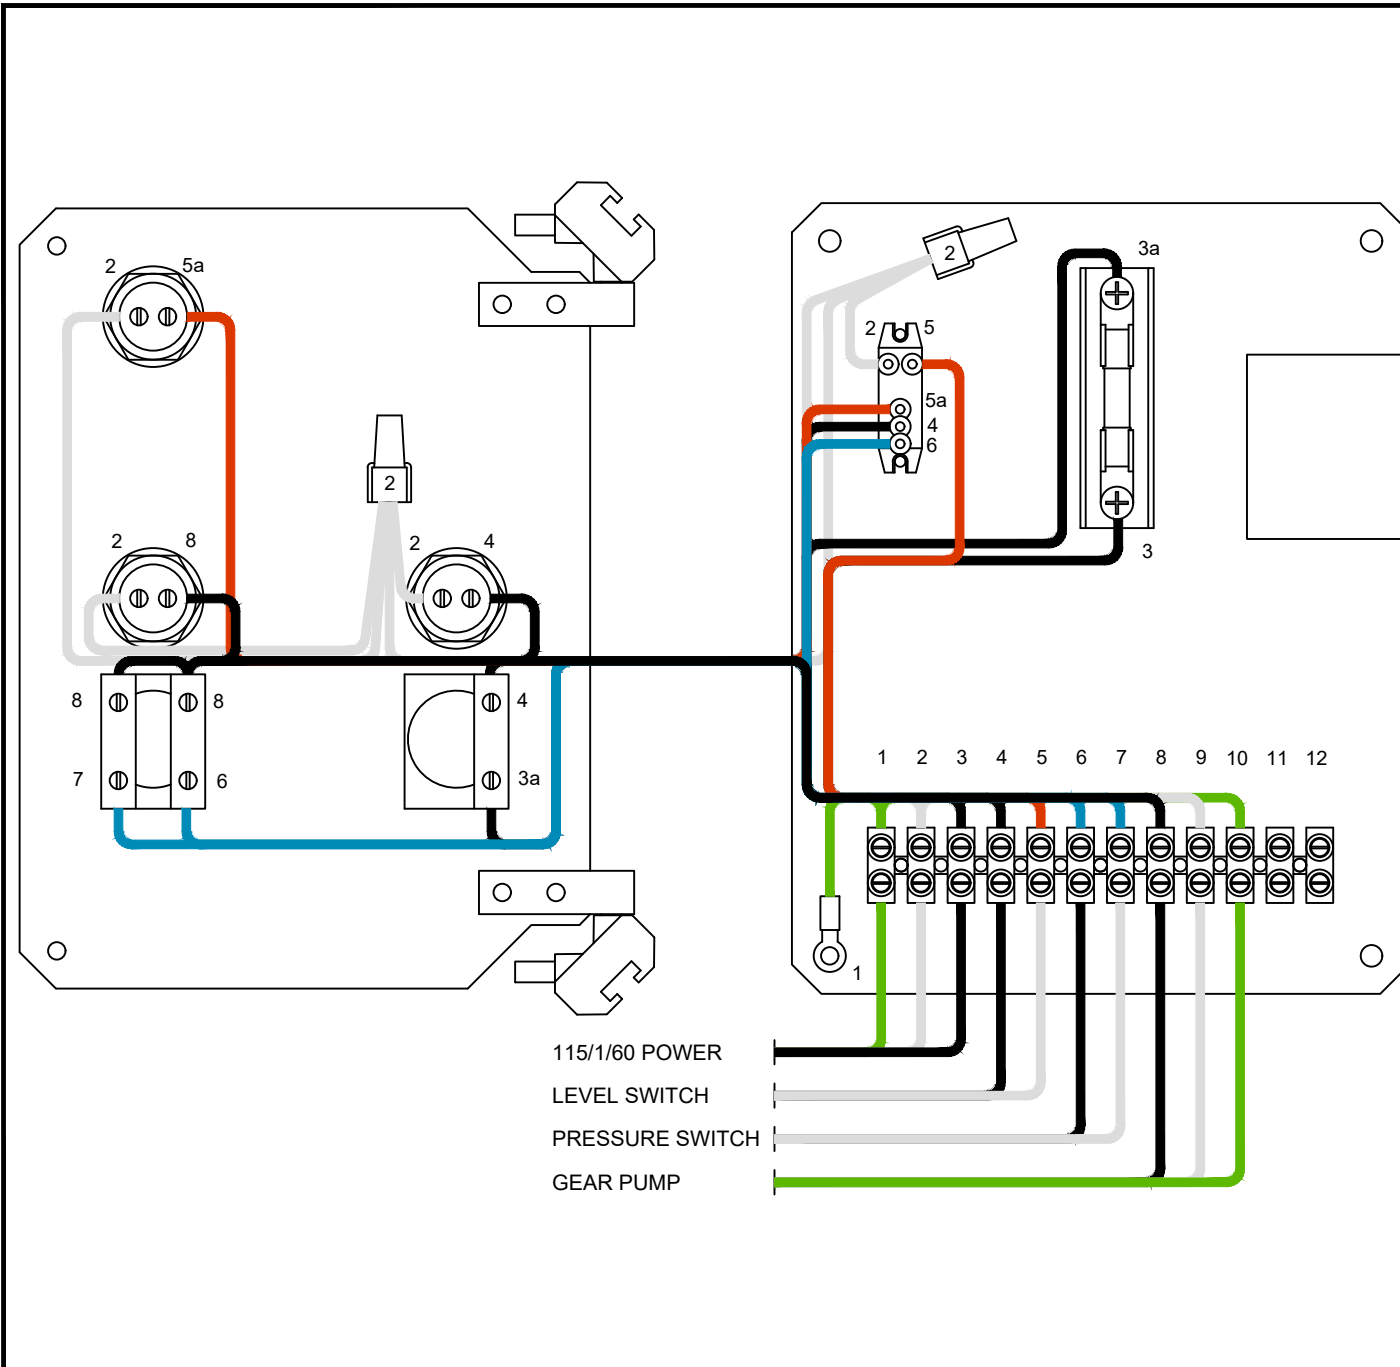 2 5a
2 3a
2 5
5a
4
6
2
2 8 2 4
3
8 8 4
7 6 3a
1 2 3 4 5 6 7 8 9 10 11 12
1
115/1/60 POWER
LEVEL SWITCH
PRESSURE SWITCH
GEAR PUMP